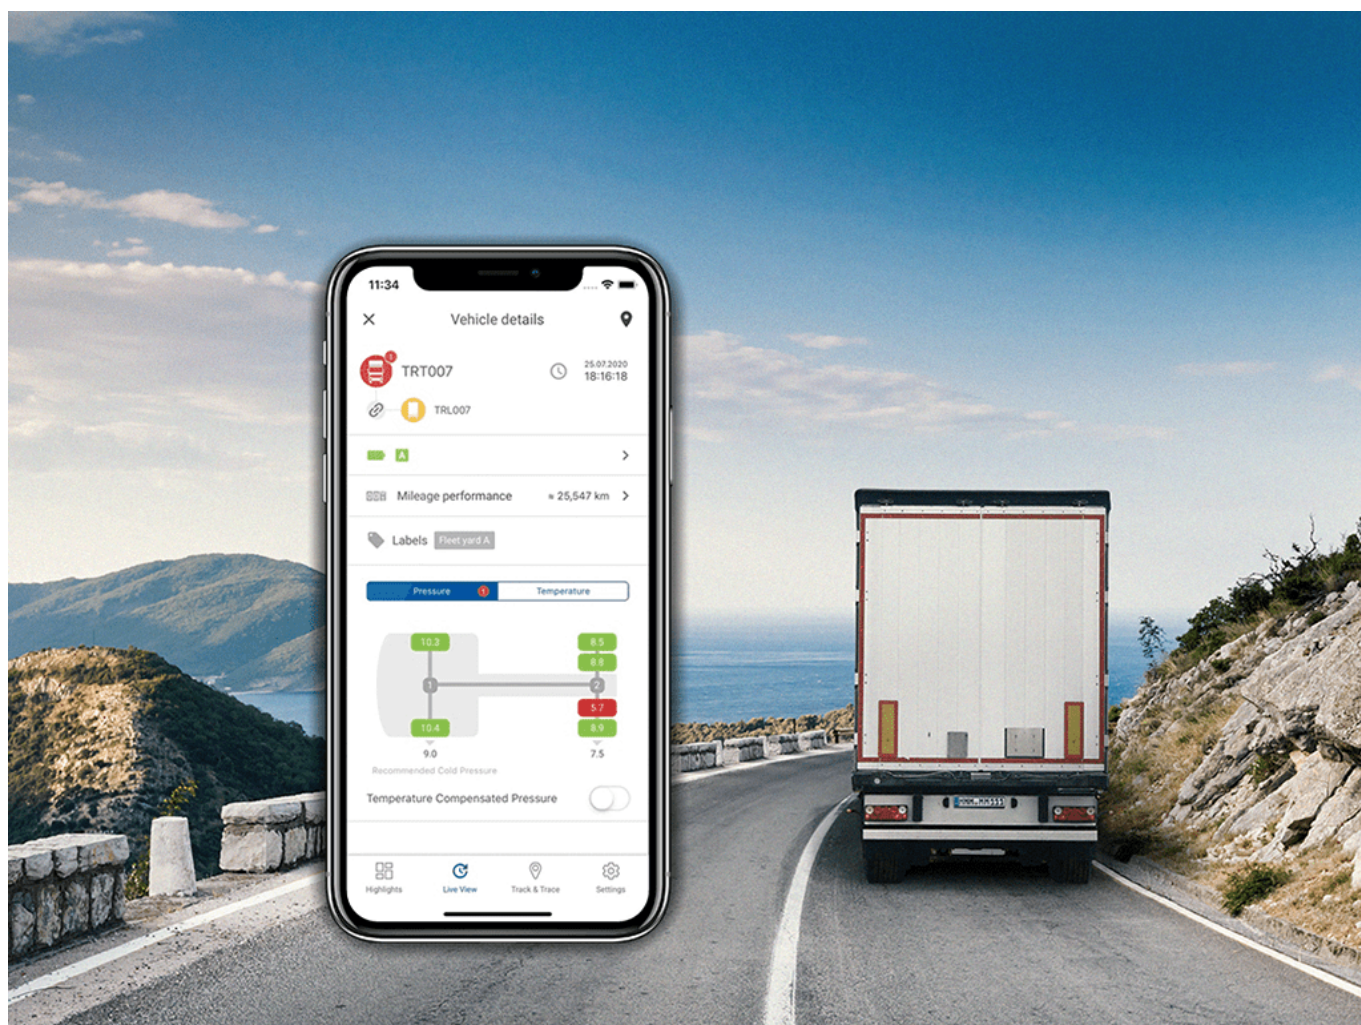 11:34
Vehicle details
1
TRT007
25.07.2020
18:16:18
TRL007
A
Mileage performance ≈ 25,547 km
Labels Fleet yard A
Pressure 1 Temperature
10.3 8.5
8.8
1 2
5.7
10.4 8.9
9.0 7.5
Recommended Cold Pressure
Temperature Compensated Pressure
Highlights Live View Track & Trace Settings